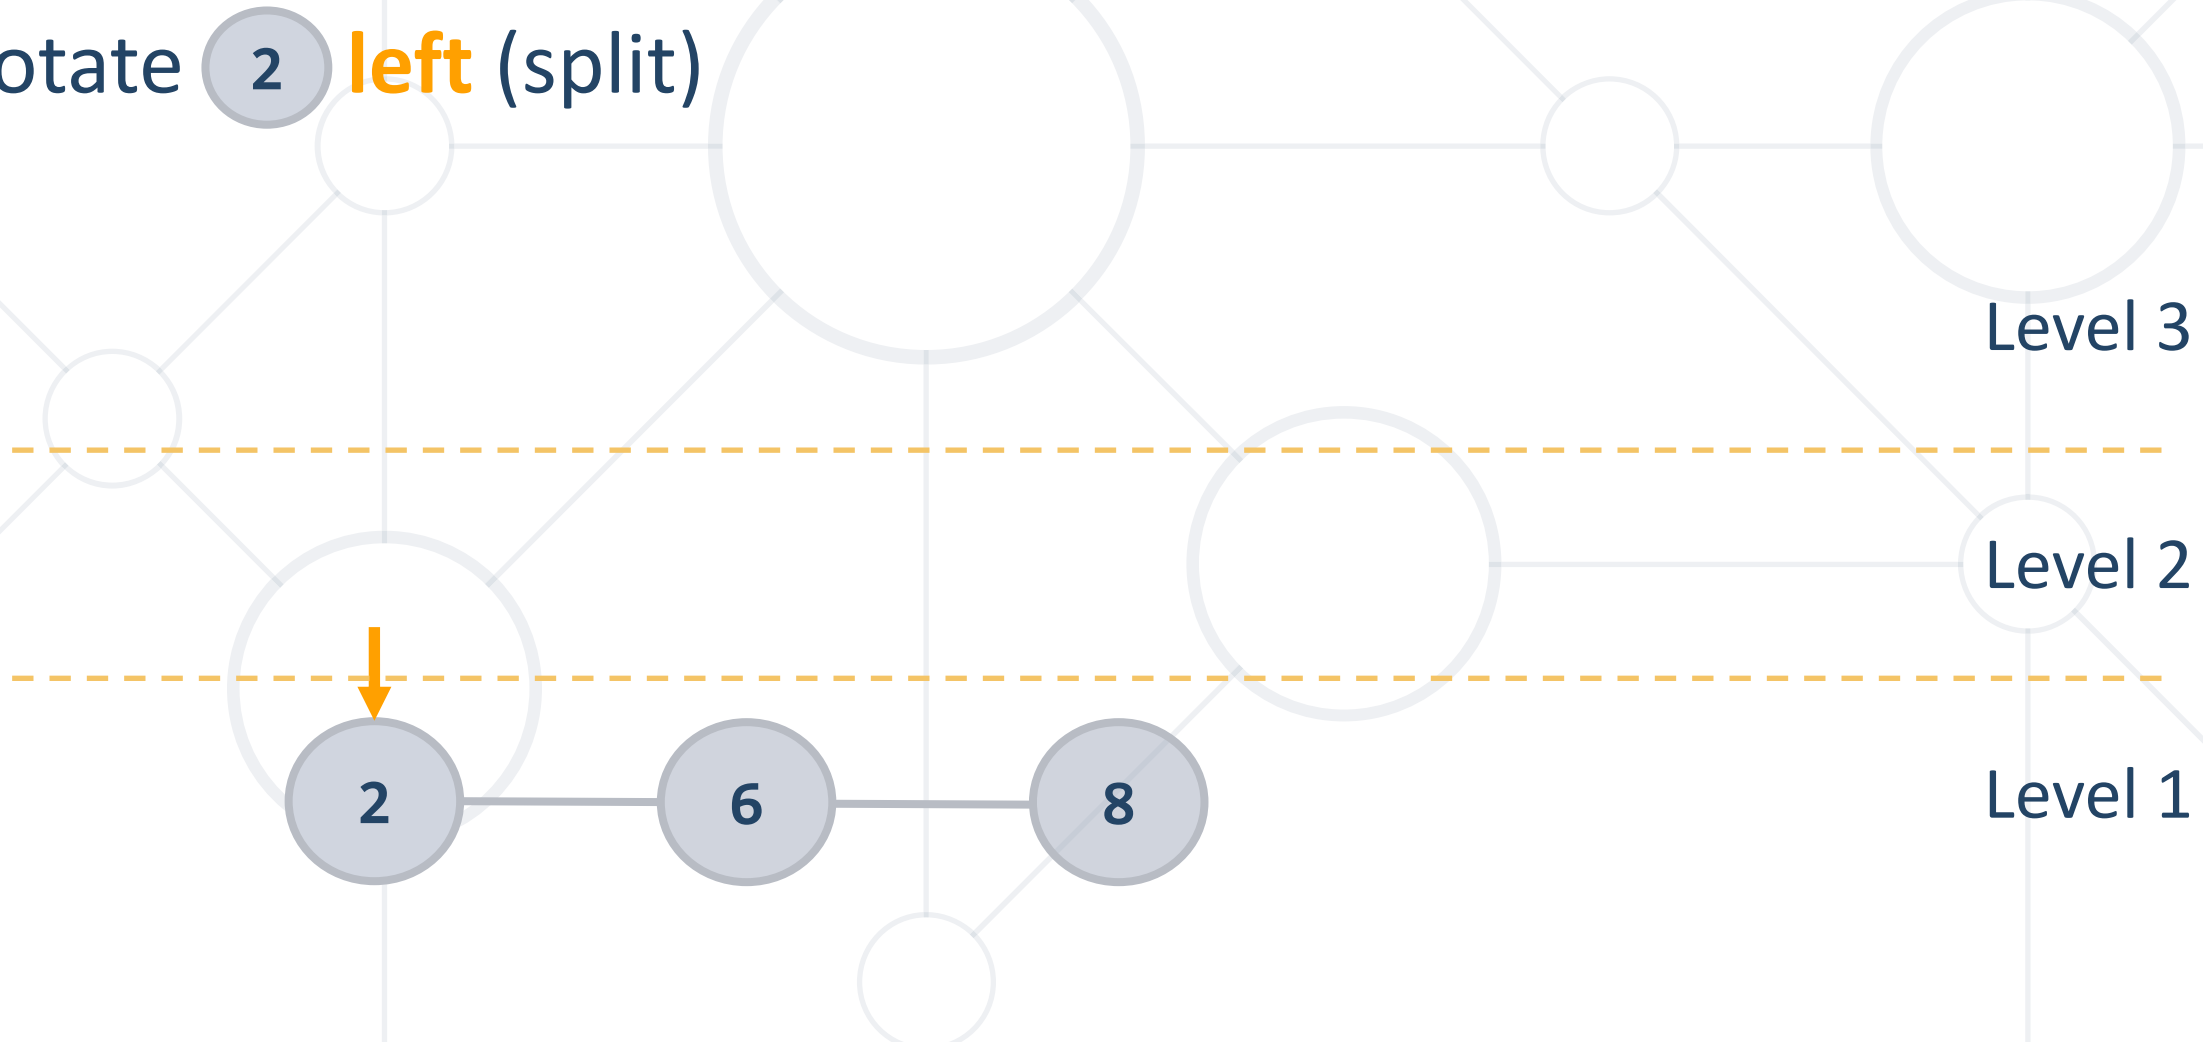 otate 2 left (split)
Level 3
Level 2
2 6 8 Level 1